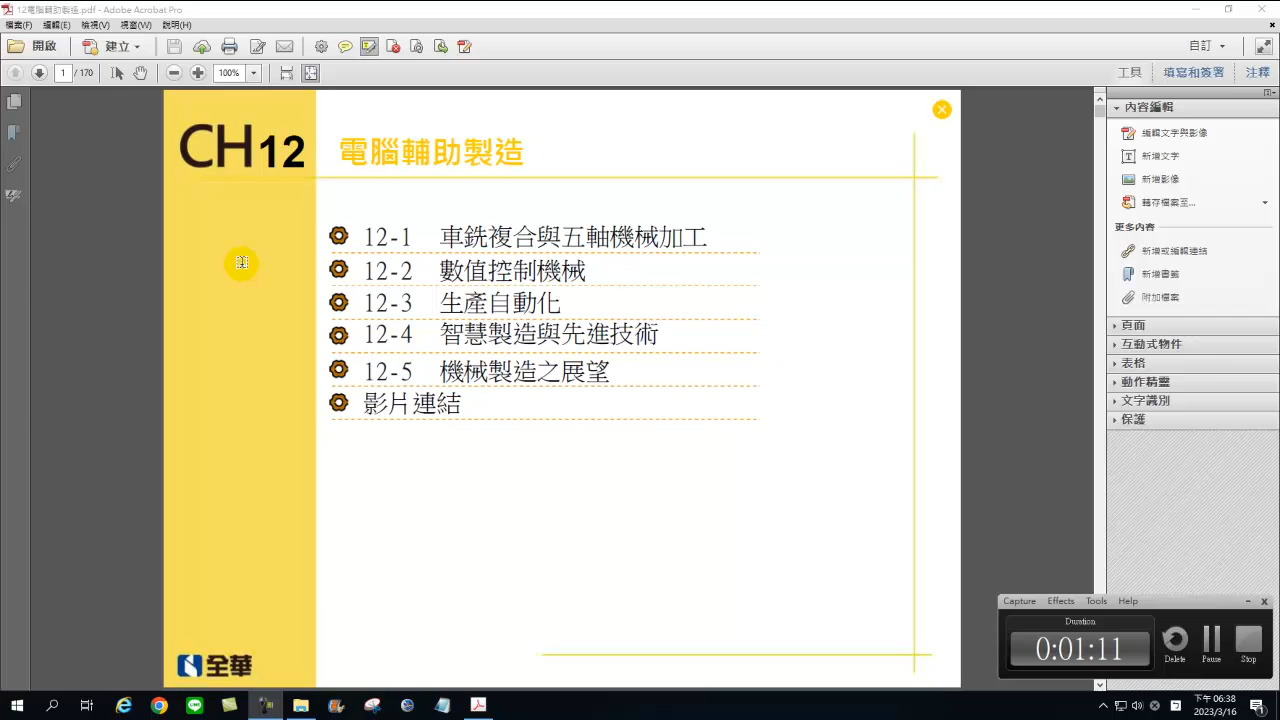 12電腦輔助製造.pdf - Adobe Acrobat Pro
檔案(F) 編輯(E) 檢視(V) 視窗(W) 說明(H)
開啟 建立 自訂
1 / 170 100% 工具 填寫和簽署 注釋
CH12 電腦輔助製造
12-1 車銑複合與五軸機械加工
12-2 數值控制機械
12-3 生產自動化
12-4 智慧製造與先進技術
12-5 機械製造之展望
影片連結
全華
內容編輯
編輯文字與影像
新增文字
新增影像
轉存檔案至...
更多內容
新增或編輯連結
新增書籤
附加檔案
頁面
互動式物件
表格
動作精靈
文字識別
保護
Capture Effects Tools Help
Duration
0:01:11
Delete Pause Stop
LINE
下午 06:38
2023/3/16
1